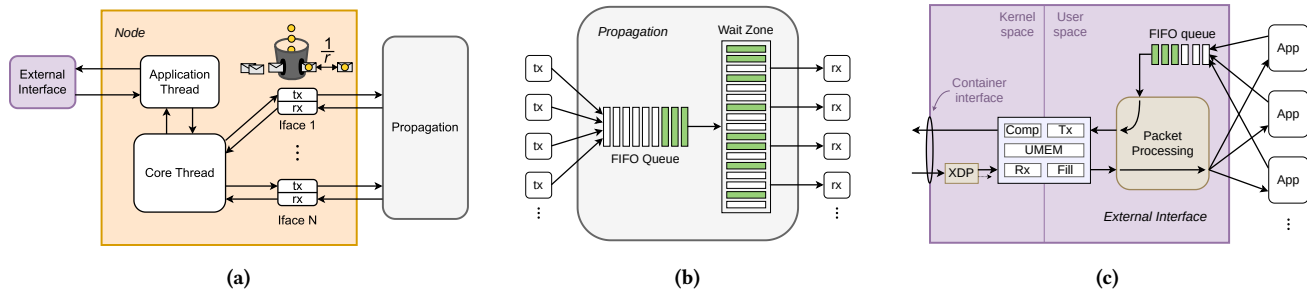 Node
External
Interface
Application
Thread
Core Thread
1
r
tx
rx
Iface 1
⋮
tx
rx
Iface N
Propagation
(a)
Propagation
Wait Zone
tx
tx
tx
tx
⋮
FIFO Queue
rx
rx
rx
rx
⋮
(b)
Kernel
space
User
space
Container
interface
XDP
Comp
Tx
UMEM
Rx
Fill
FIFO queue
Packet
Processing
External Interface
App
App
App
⋮
(c)